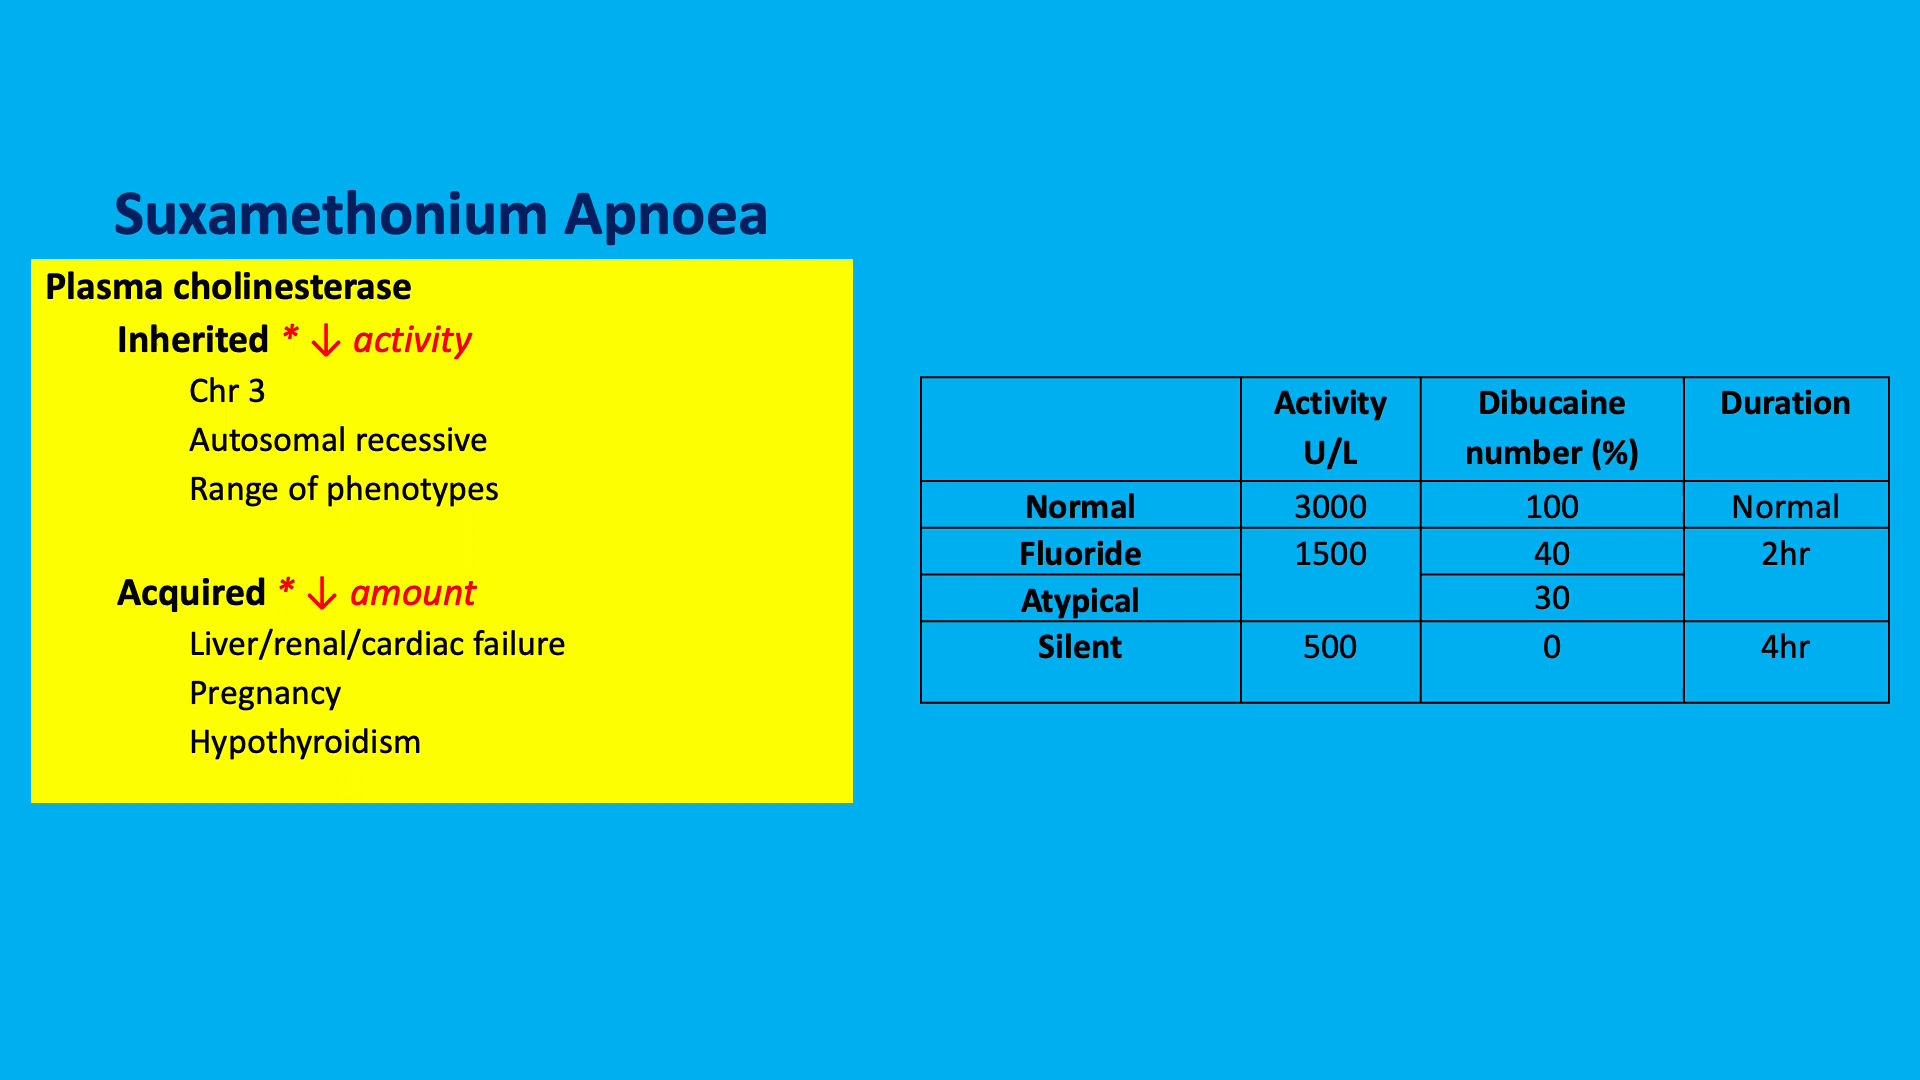 Suxamethonium Apnoea
Plasma cholinesterase
Inherited * ↓ activity
Chr 3
Autosomal recessive
Range of phenotypes
Acquired * ↓ amount
Liver/renal/cardiac failure
Pregnancy
Hypothyroidism
Activity U/L Dibucaine number (%) Duration
Normal 3000 100 Normal
Fluoride 1500 40 2hr
Atypical 30
Silent 500 0 4hr